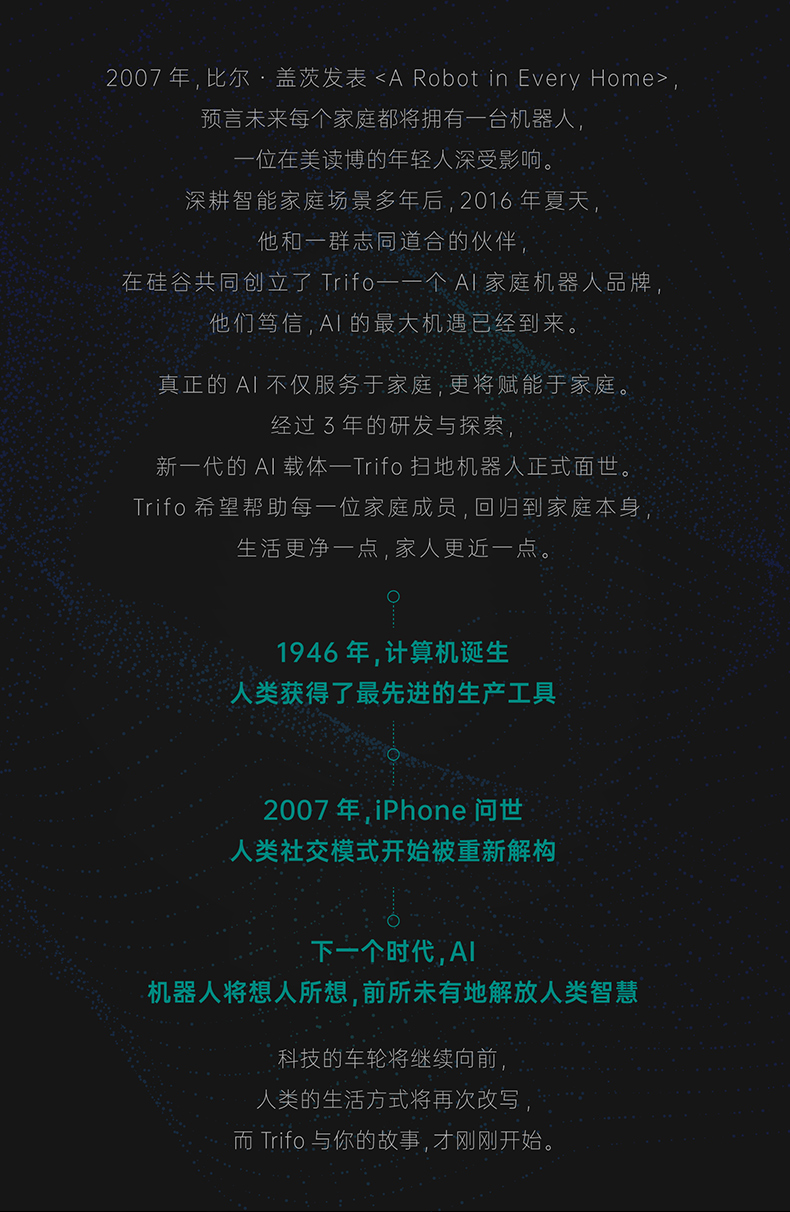 2007 年,比尔·盖茨发表 <A Robot in Every Home>,
预言未来每个家庭都将拥有一台机器人,
一位在美读博的年轻人深受影响。
深耕智能家庭场景多年后,2016 年夏天,
他和一群志同道合的伙伴,
在硅谷共同创立了 Trifo—一个 AI 家庭机器人品牌,
他们笃信,AI 的最大机遇已经到来。
真正的 AI 不仅服务于家庭,更将赋能于家庭。
经过 3 年的研发与探索,
新一代的 AI 载体—Trifo 扫地机器人正式面世。
Trifo 希望帮助每一位家庭成员,回归到家庭本身,
生活更净一点,家人更近一点。
1946 年,计算机诞生
人类获得了最先进的生产工具
2007 年,iPhone 问世
人类社交模式开始被重新解构
下一个时代,AI
机器人将想人所想,前所未有地解放人类智慧
科技的车轮将继续向前,
人类的生活方式将再次改写,
而 Trifo 与你的故事,才刚刚开始。